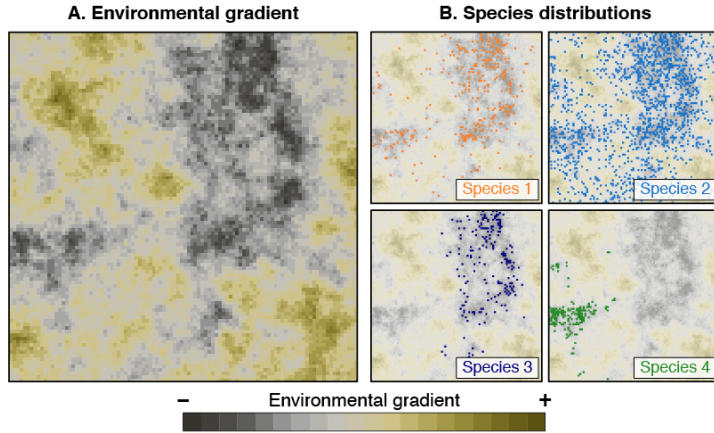 A. Environmental gradient
B. Species distributions
Species 1
Species 2
Species 3
Species 4
− Environmental gradient +